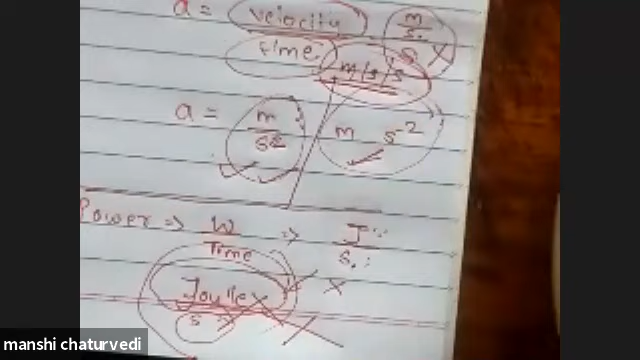 a = velocity m/s.
time s
m/s/s
a = m/s2 m s-2
Power => W/Time => J/s.
Joule
s
manshi chaturvedi